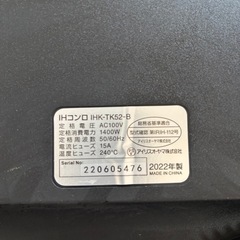 IHコンロ IHK-TK52-B
定格電圧 AC100V
定格消費電力 1400W
定格周波数 50/60Hz
電流ヒューズ 15A
温度ヒューズ 240℃
Serial No.
220605476
アイリスオーヤマ株式会社
2022年製
MADE IN CHINA